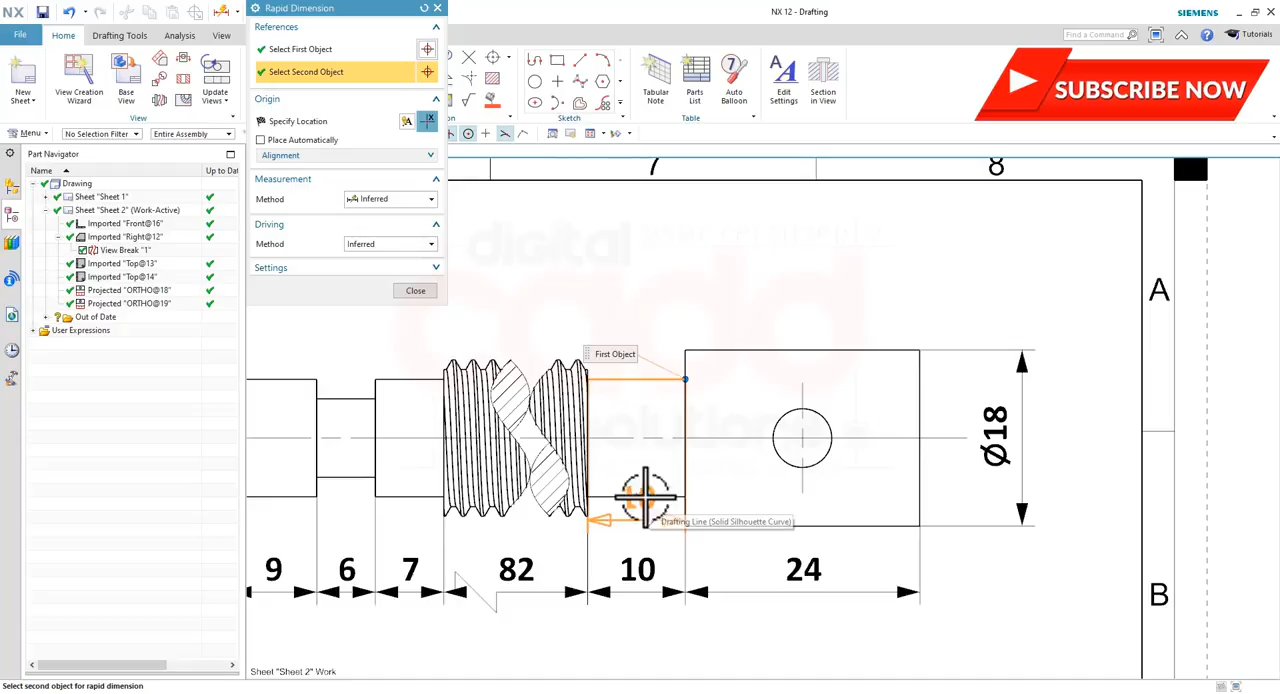 NX
NX 12 - Drafting
SIEMENS
Rapid Dimension
File
Home
Drafting Tools
Analysis
View
Find a Command
Tutorials
New
Sheet
View Creation
Wizard
Base
View
Update
Views
View
Sketch
Tabular
Note
Parts
List
Auto
Balloon
Table
Edit
Settings
Section
in View
SUBSCRIBE NOW
Menu
No Selection Filter
Entire Assembly
References
Select First Object
Select Second Object
Origin
Specify Location
Place Automatically
Alignment
Measurement
Method
Inferred
Driving
Method
Inferred
Settings
Close
Part Navigator
Name
Up to Dat
Drawing
Sheet "Sheet 1"
Sheet "Sheet 2" (Work-Active)
Imported "Front@16"
Imported "Right@12"
View Break "1"
Imported "Top@13"
Imported "Top@14"
Projected "ORTHO@18"
Projected "ORTHO@19"
Out of Date
User Expressions
7
8
A
B
digital
cadd
solutions
First Object
Ø18
Drafting Line (Solid Silhouette Curve)
9
6
7
82
10
24
Sheet "Sheet 2" Work
Select second object for rapid dimension